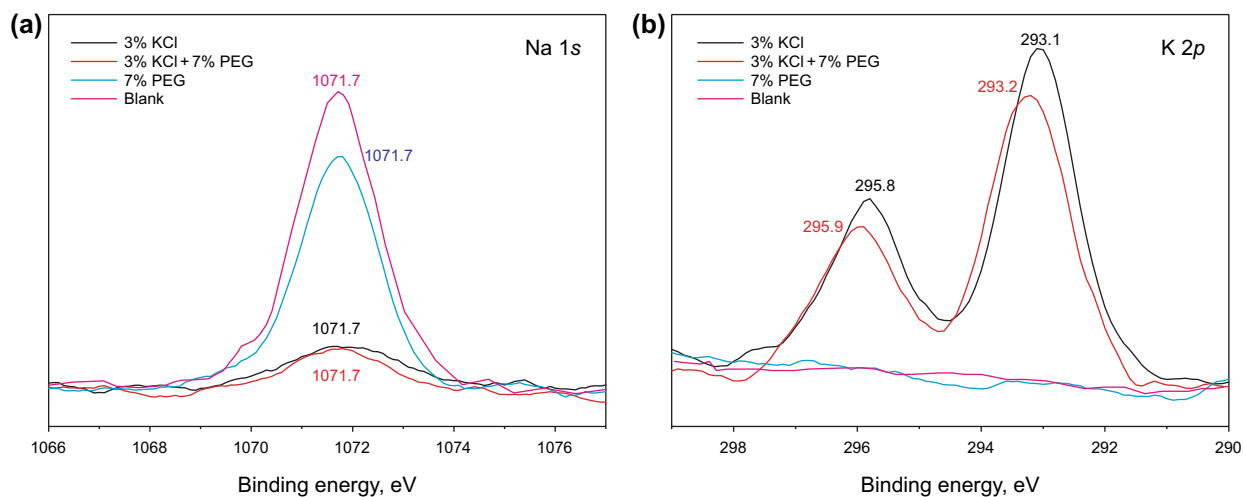 (a)
3% KCl
3% KCl + 7% PEG
7% PEG
Blank
Na 1s
1071.7
1071.7
1071.7
1071.7
1066 1068 1070 1072 1074 1076
Binding energy, eV
(b)
3% KCl
3% KCl + 7% PEG
7% PEG
Blank
K 2p
293.1
293.2
295.8
295.9
298 296 294 292 290
Binding energy, eV